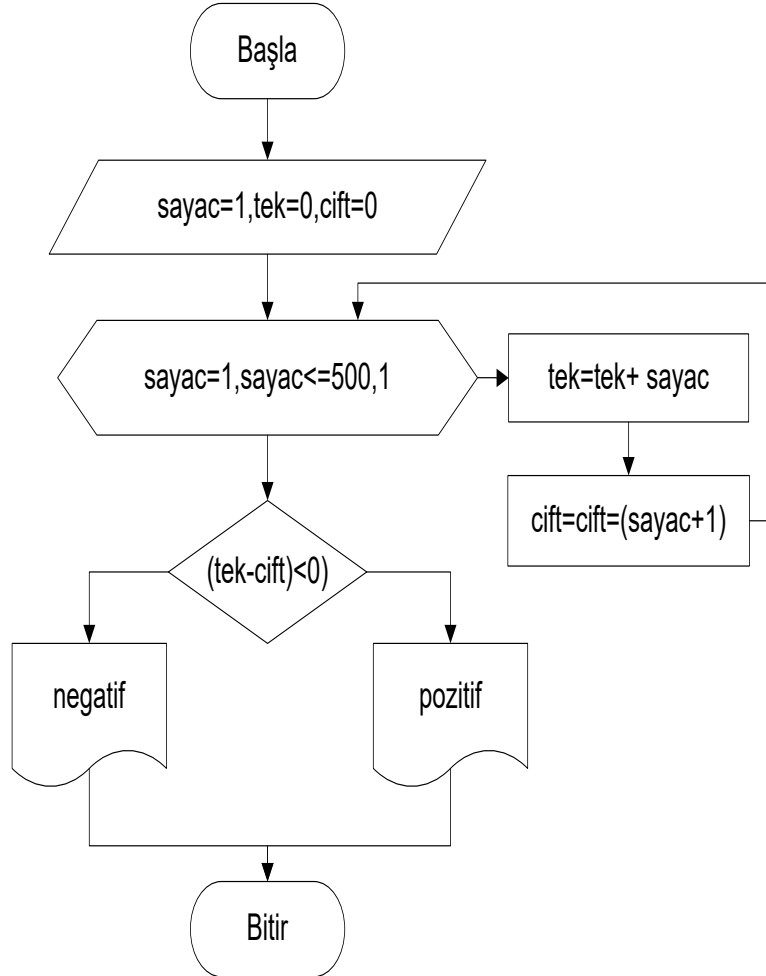 Başla
sayac=1,tek=0,cift=0
sayac=1,sayac<=500,1
tek=tek+ sayac
cift=cift=(sayac+1)
(tek-cift)<0)
negatif
pozitif
Bitir